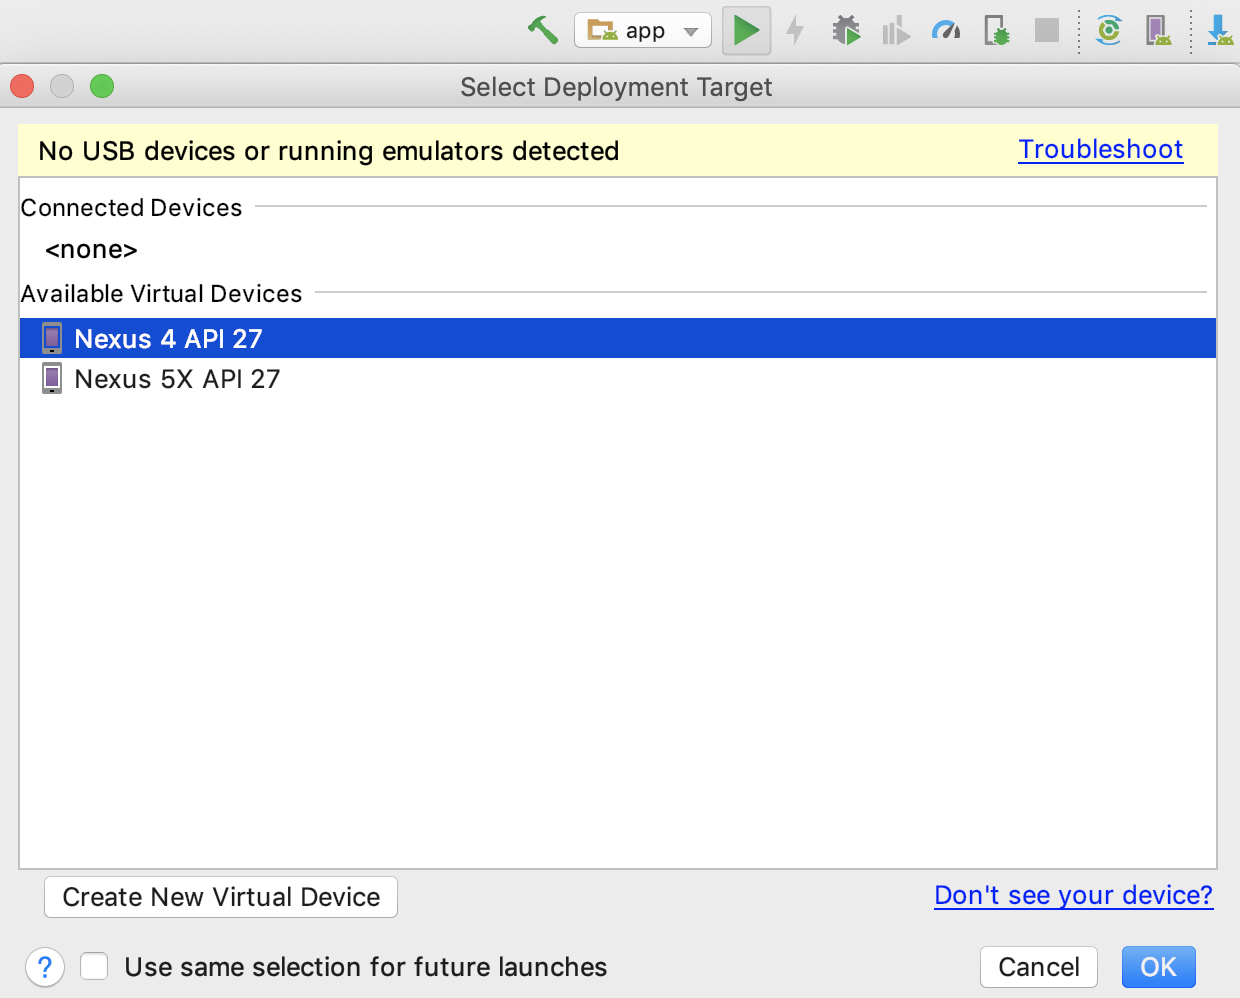 app
Select Deployment Target
No USB devices or running emulators detected
Troubleshoot
Connected Devices
<none>
Available Virtual Devices
Nexus 4 API 27
Nexus 5X API 27
Create New Virtual Device
Don't see your device?
?
Use same selection for future launches
Cancel
OK